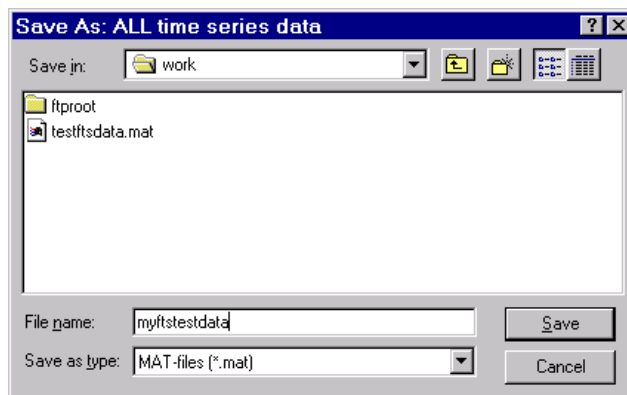 Save As: ALL time series data
Save in: work
ftproot
testftsdata.mat
File name: myftstestdata Save
Save as type: MAT-files (*.mat) Cancel